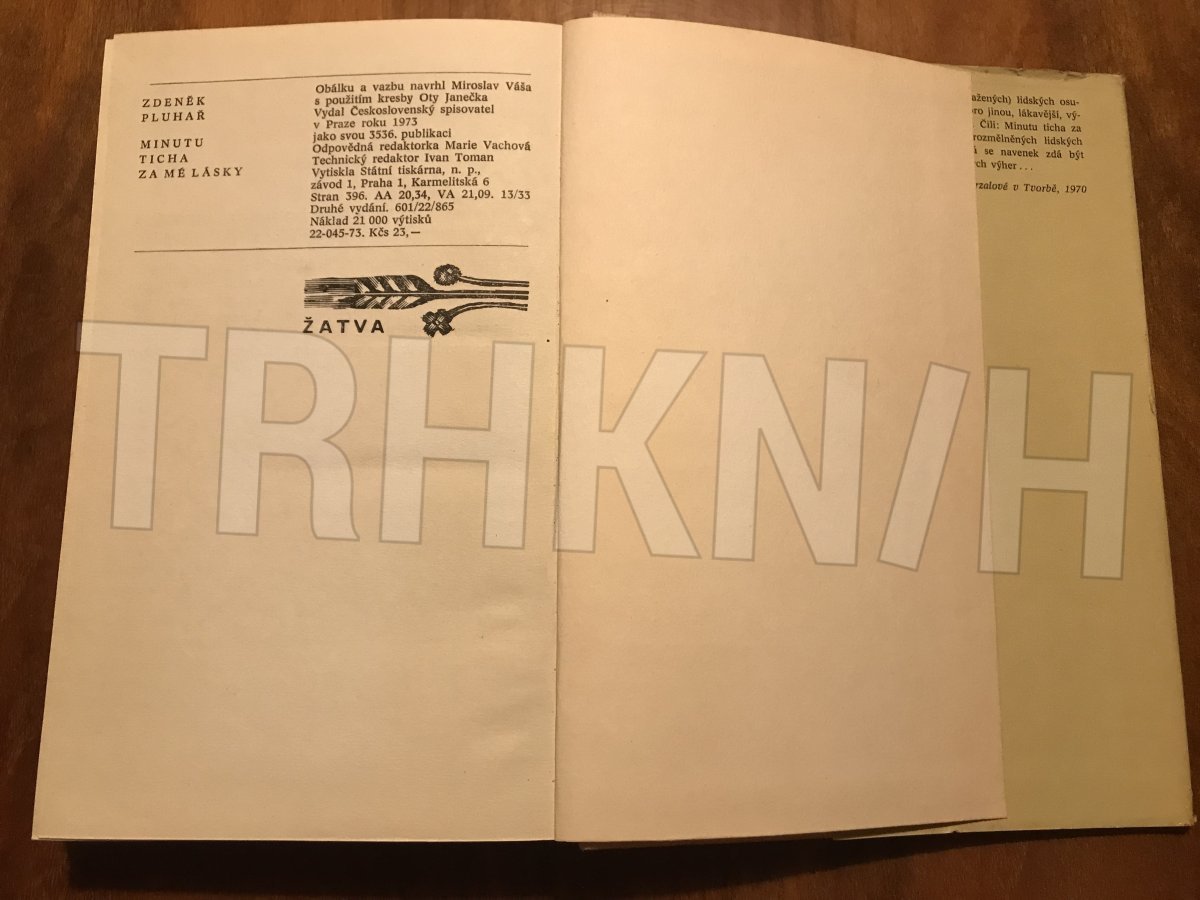 ZDENĚK
PLUHAŘ
MINUTU
TICHA
ZA MÉ LÁSKY
Obálku a vazbu navrhl Miroslav Váša
s použitím kresby Oty Janečka
Vydal Československý spisovatel
v Praze roku 1973
jako svou 3536. publikaci
Odpovědná redaktorka Marie Vachová
Technický redaktor Ivan Toman
Vytiskla Státní tiskárna, n. p.,
závod 1, Praha 1, Karmelitská 6
Stran 396. AA 20,34, VA 21,09. 13/33
Druhé vydání. 601/22/865
Náklad 21 000 výtisků
22-045-73. Kčs 23,—
ŽATVA
lidských osu-
jinou, lákavější, vý-
Čili: Minutu ticha za
rozmělněných lidských
se navenek zdá být
výher...
v Tvorbě, 1970
TRHKNIH